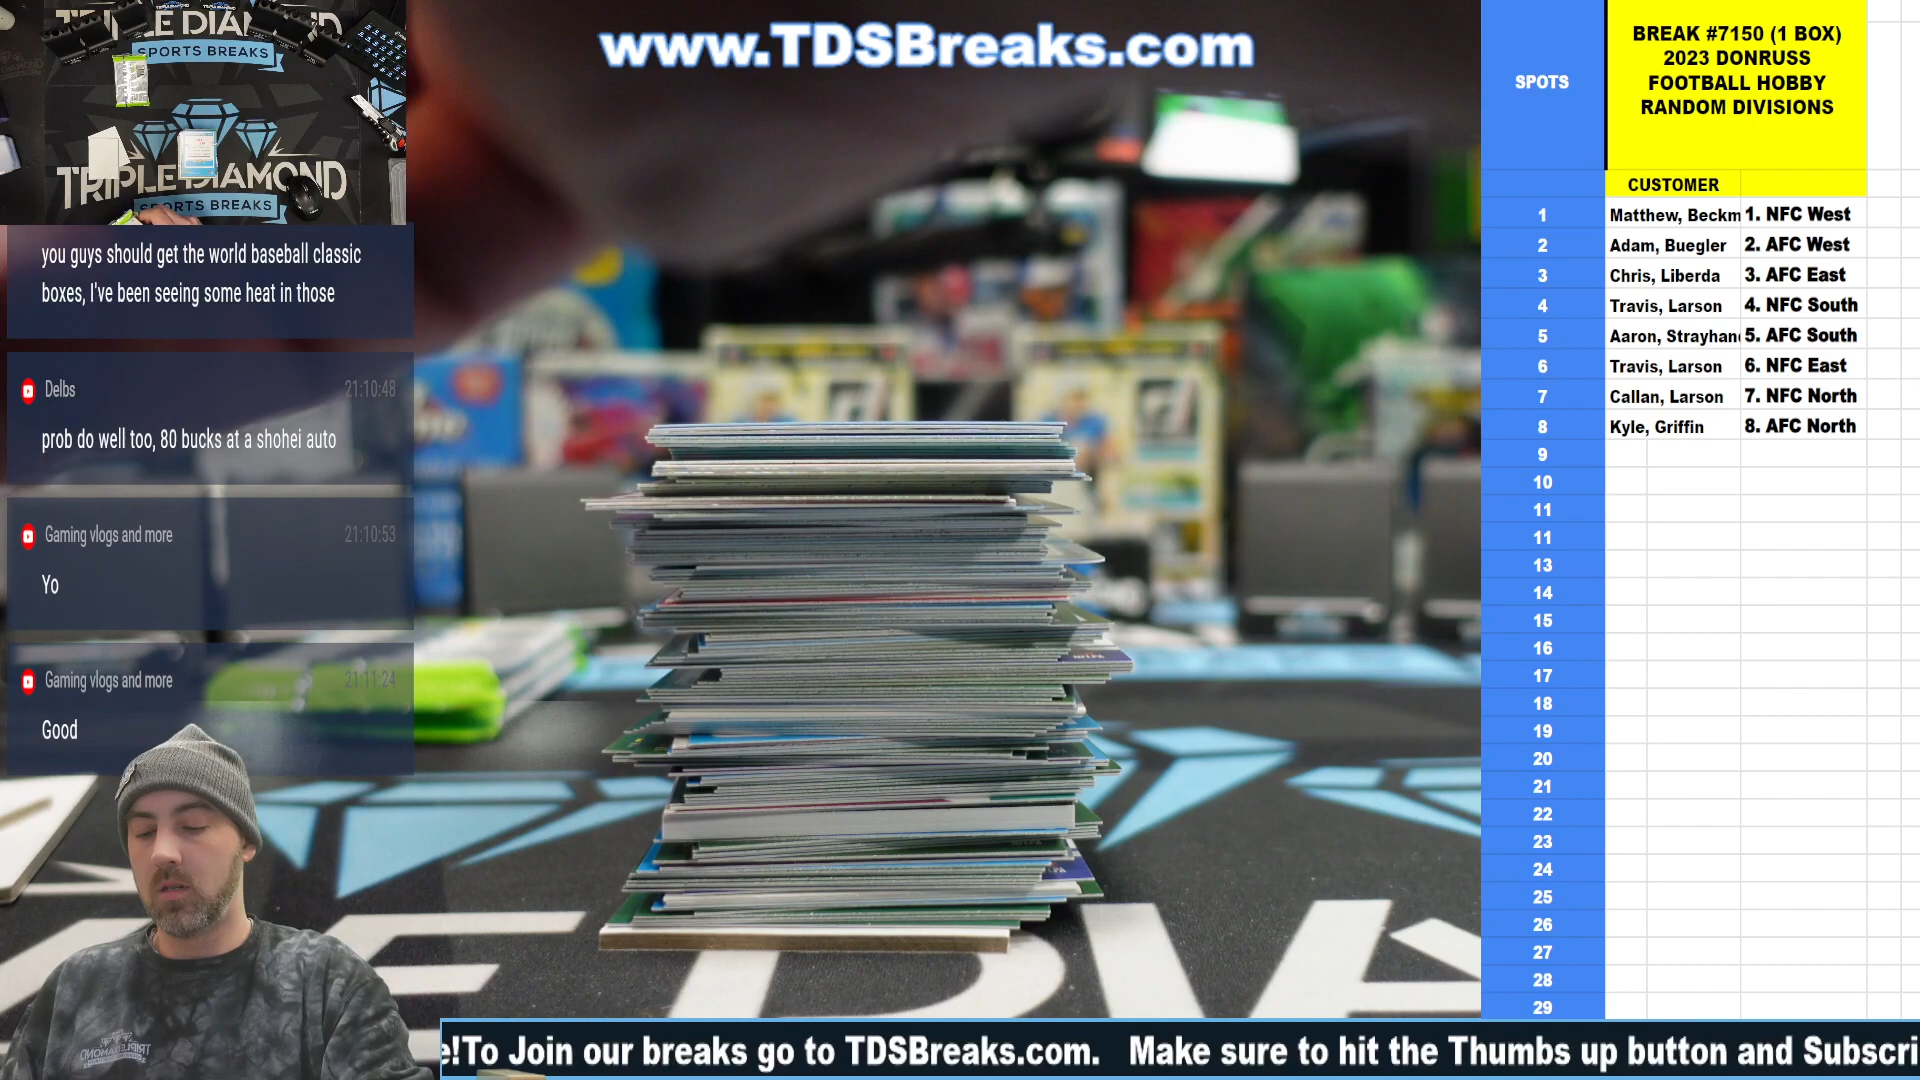 TRIPLE DIAMOND
SPORTS BREAKS
TRIPLE DIAMOND
SPORTS BREAKS
you guys should get the world baseball classic
boxes, I've been seeing some heat in those
Delbs 21:10:48
prob do well too, 80 bucks at a shohei auto
Gaming vlogs and more 21:10:53
Yo
Gaming vlogs and more 21:11:24
Good
www.TDSBreaks.com
SPOTS
BREAK #7150 (1 BOX)
2023 DONRUSS
FOOTBALL HOBBY
RANDOM DIVISIONS
CUSTOMER
1 Matthew, Beckm 1. NFC West
2 Adam, Buegler 2. AFC West
3 Chris, Liberda 3. AFC East
4 Travis, Larson 4. NFC South
5 Aaron, Strayhan 5. AFC South
6 Travis, Larson 6. NFC East
7 Callan, Larson 7. NFC North
8 Kyle, Griffin 8. AFC North
9
10
11
11
13
14
15
16
17
18
19
20
21
22
23
24
25
26
27
28
29
e!To Join our breaks go to TDSBreaks.com. Make sure to hit the Thumbs up button and Subscri